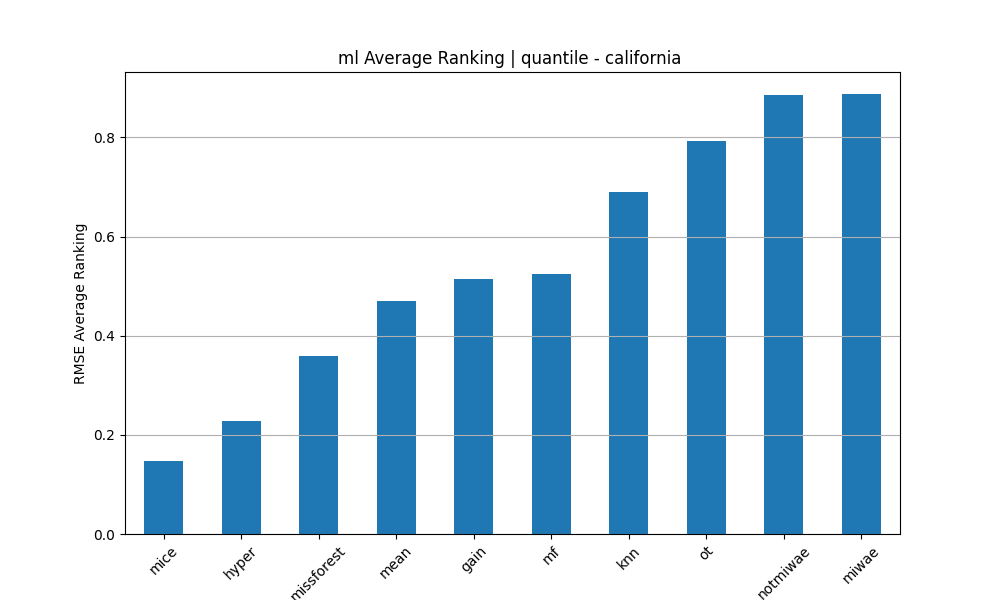 ml Average Ranking | quantile - california
RMSE Average Ranking
0.8
0.6
0.4
0.2
0.0
mice
hyper
missforest
mean
gain
mf
knn
ot
notmiwae
miwae